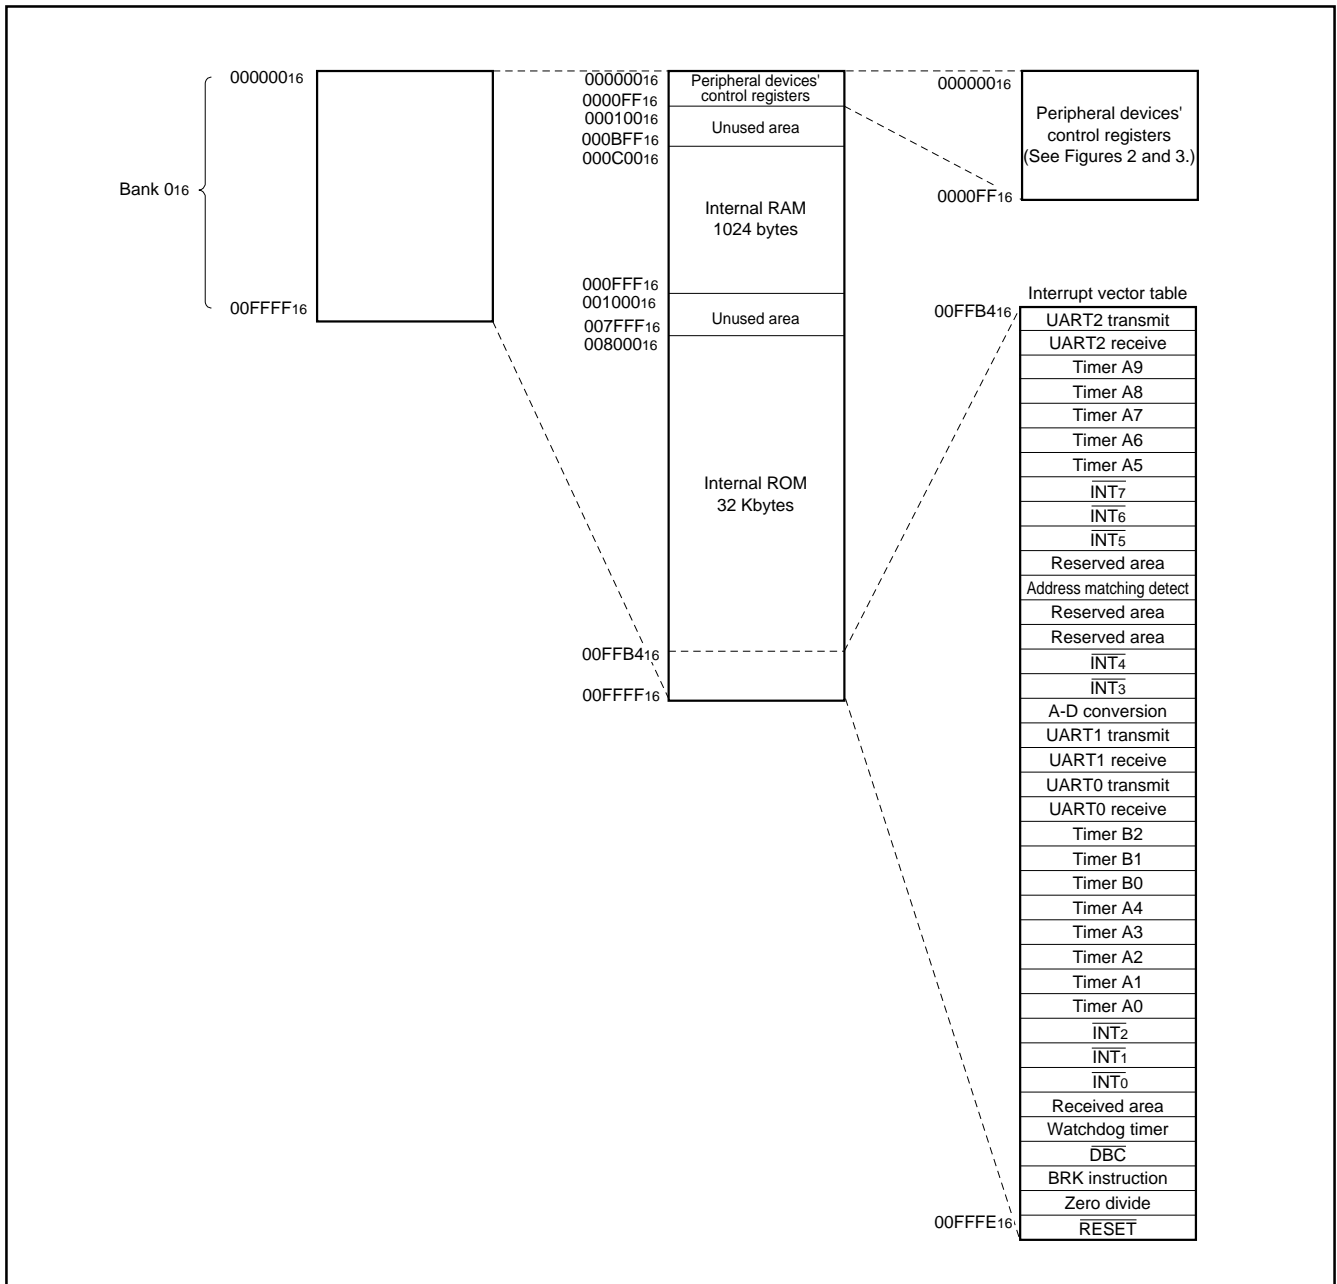 Bank 016
00000016
00FFFF16
00000016
0000FF16
00010016
000BFF16
000C0016
000FFF16
00100016
007FFF16
00800016
00FFB416
00FFFF16
Peripheral devices'
control registers
Unused area
Internal RAM
1024 bytes
Unused area
Internal ROM
32 Kbytes
00000016
0000FF16
Peripheral devices'
control registers
(See Figures 2 and 3.)
Interrupt vector table
00FFB416
UART2 transmit
UART2 receive
Timer A9
Timer A8
Timer A7
Timer A6
Timer A5
INT7
INT6
INT5
Reserved area
Address matching detect
Reserved area
Reserved area
INT4
INT3
A-D conversion
UART1 transmit
UART1 receive
UART0 transmit
UART0 receive
Timer B2
Timer B1
Timer B0
Timer A4
Timer A3
Timer A2
Timer A1
Timer A0
INT2
INT1
INT0
Received area
Watchdog timer
DBC
BRK instruction
Zero divide
00FFFE16
RESET